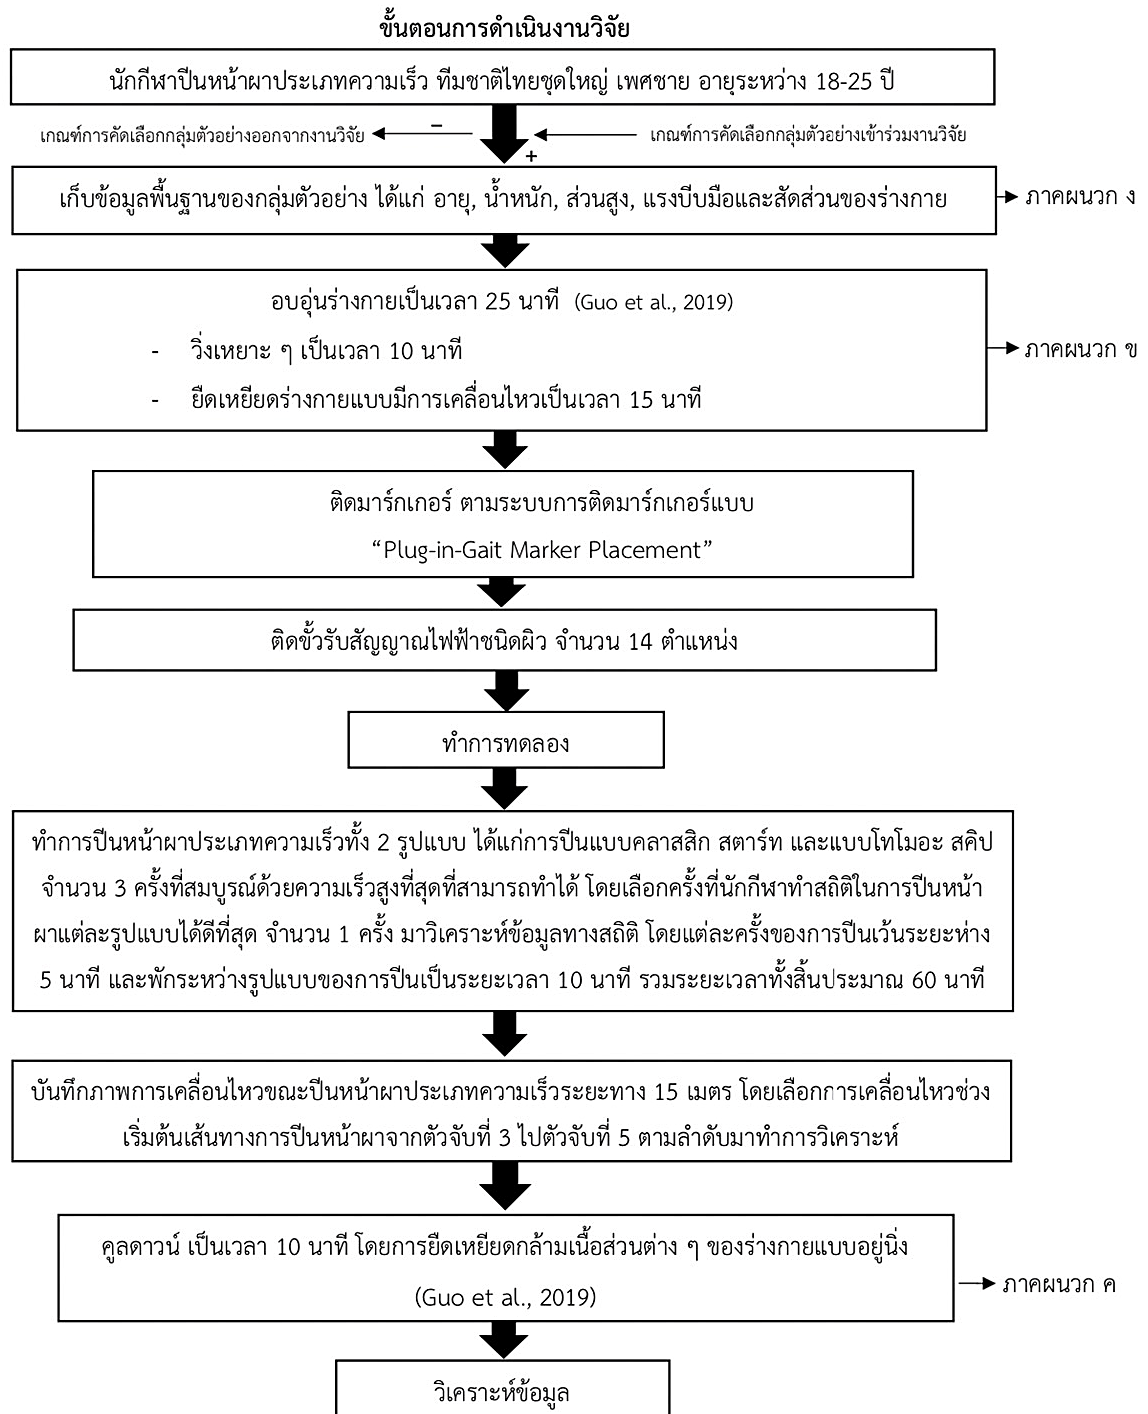 ขั้นตอนการดำเนินงานวิจัย
นักกีฬาปีนหน้าผาประเภทความเร็ว ทีมชาติไทยชุดใหญ่ เพศชาย อายุระหว่าง 18-25 ปี
เกณฑ์การคัดเลือกกลุ่มตัวอย่างออกจากงานวิจัย − เกณฑ์การคัดเลือกกลุ่มตัวอย่างเข้าร่วมงานวิจัย
+
เก็บข้อมูลพื้นฐานของกลุ่มตัวอย่าง ได้แก่ อายุ, น้ำหนัก, ส่วนสูง, แรงบีบมือและสัดส่วนของร่างกาย ภาคผนวก ง
อบอุ่นร่างกายเป็นเวลา 25 นาที (Guo et al., 2019)
- วิ่งเหยาะ ๆ เป็นเวลา 10 นาที ภาคผนวก ข
- ยืดเหยียดร่างกายแบบมีการเคลื่อนไหวเป็นเวลา 15 นาที
ติดมาร์กเกอร์ ตามระบบการติดมาร์กเกอร์แบบ
“Plug-in-Gait Marker Placement”
ติดขั้วรับสัญญาณไฟฟ้าชนิดผิว จำนวน 14 ตำแหน่ง
ทำการทดลอง
ทำการปีนหน้าผาประเภทความเร็วทั้ง 2 รูปแบบ ได้แก่การปีนแบบคลาสสิก สตาร์ท และแบบโทโมอะ สคิป
จำนวน 3 ครั้งที่สมบูรณ์ด้วยความเร็วสูงที่สุดที่สามารถทำได้ โดยเลือกครั้งที่นักกีฬาทำสถิติในการปีนหน้า
ผาแต่ละรูปแบบได้ดีที่สุด จำนวน 1 ครั้ง มาวิเคราะห์ข้อมูลทางสถิติ โดยแต่ละครั้งของการปีนเว้นระยะห่าง
5 นาที และพักระหว่างรูปแบบของการปีนเป็นระยะเวลา 10 นาที รวมระยะเวลาทั้งสิ้นประมาณ 60 นาที
บันทึกภาพการเคลื่อนไหวขณะปีนหน้าผาประเภทความเร็วระยะทาง 15 เมตร โดยเลือกการเคลื่อนไหวช่วง
เริ่มต้นเส้นทางการปีนหน้าผาจากตัวจับที่ 3 ไปตัวจับที่ 5 ตามลำดับมาทำการวิเคราะห์
คูลดาวน์ เป็นเวลา 10 นาที โดยการยืดเหยียดกล้ามเนื้อส่วนต่าง ๆ ของร่างกายแบบอยู่นิ่ง
(Guo et al., 2019) ภาคผนวก ค
วิเคราะห์ข้อมูล